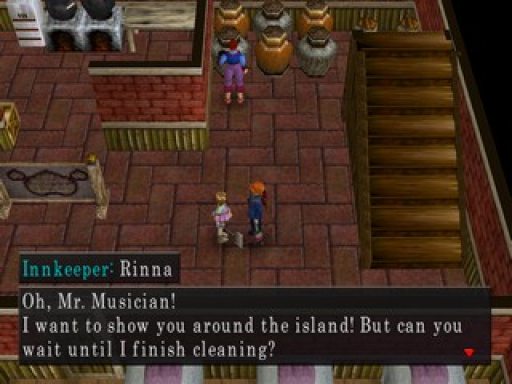 Innkeeper: Rinna
Oh, Mr. Musician!
I want to show you around the island! But can you
wait until I finish cleaning?